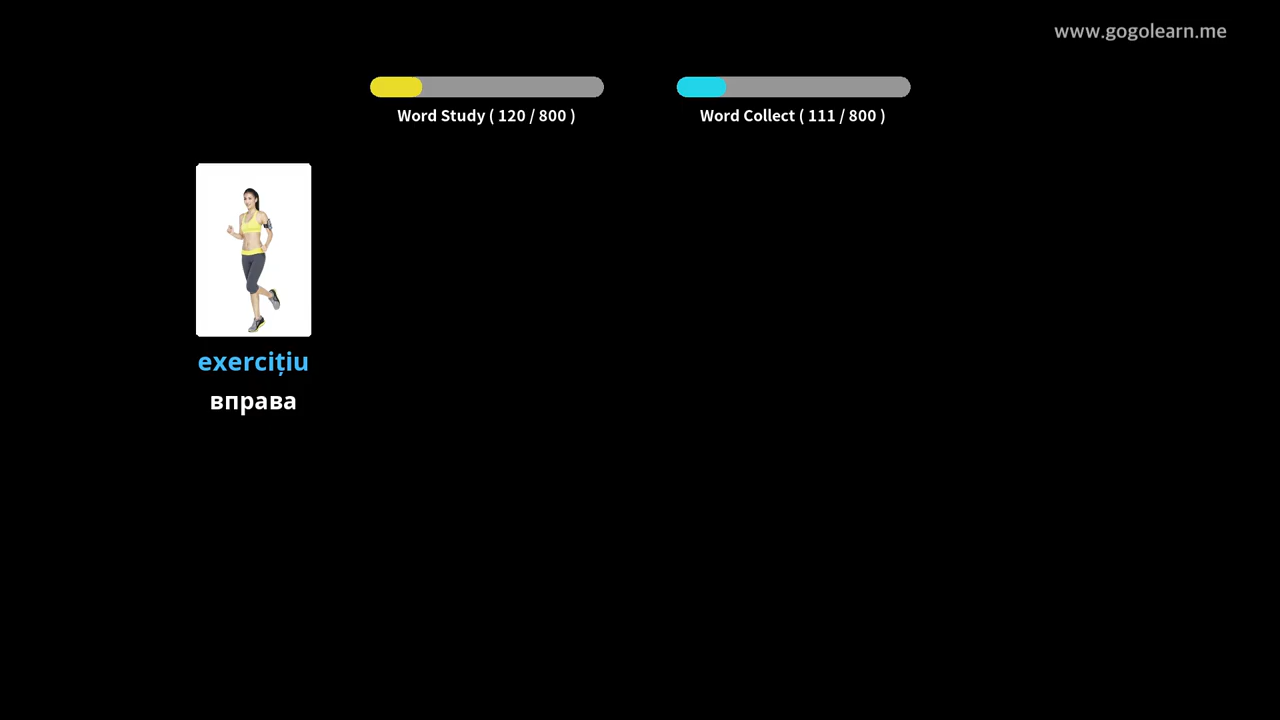 www.gogolearn.me
Word Study ( 120 / 800 )
Word Collect ( 111 / 800 )
exercițiu
вправа